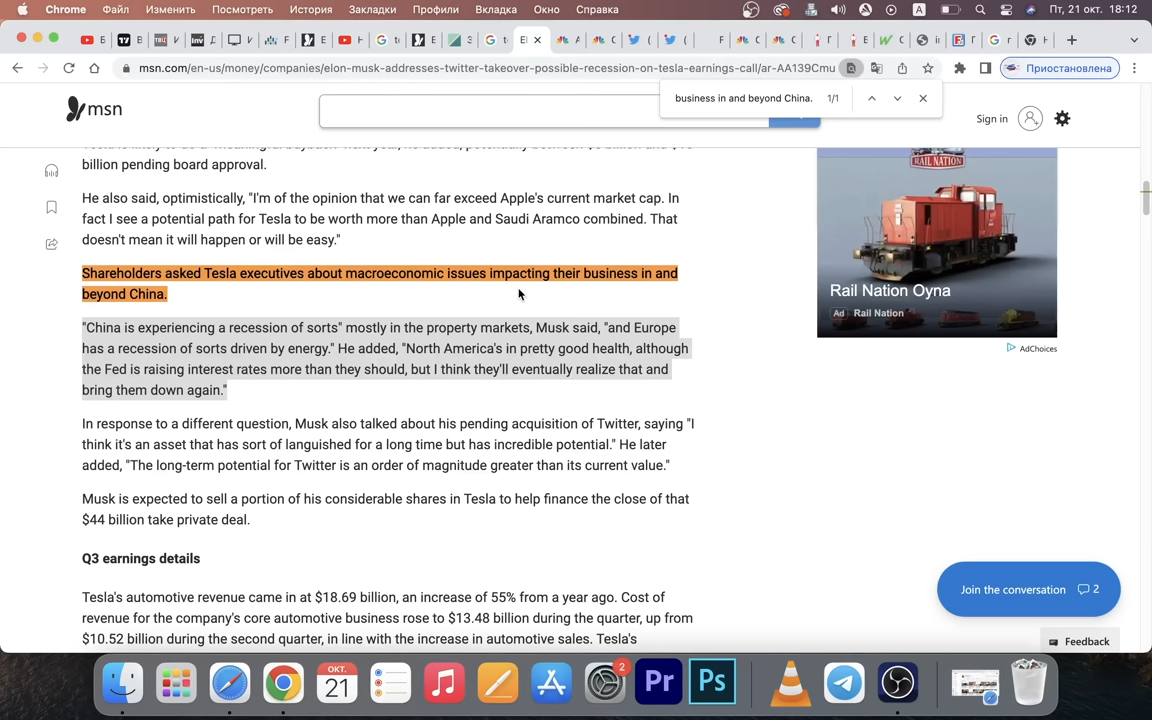 Chrome Файл Изменить Посмотреть История Закладки Профили Вкладка Окно Справка
A Пт, 21 окт. 18:12
msn.com/en-us/money/companies/elon-musk-addresses-twitter-takeover-possible-recession-on-tesla-earnings-call/ar-AA139Cmu
Приостановлена
business in and beyond China. 1/1
msn
Sign in
billion pending board approval.
He also said, optimistically, "I'm of the opinion that we can far exceed Apple's current market cap. In
fact I see a potential path for Tesla to be worth more than Apple and Saudi Aramco combined. That
doesn't mean it will happen or will be easy."
Shareholders asked Tesla executives about macroeconomic issues impacting their business in and
beyond China.
"China is experiencing a recession of sorts" mostly in the property markets, Musk said, "and Europe
has a recession of sorts driven by energy." He added, "North America's in pretty good health, although
the Fed is raising interest rates more than they should, but I think they'll eventually realize that and
bring them down again."
In response to a different question, Musk also talked about his pending acquisition of Twitter, saying "I
think it's an asset that has sort of languished for a long time but has incredible potential." He later
added, "The long-term potential for Twitter is an order of magnitude greater than its current value."
Musk is expected to sell a portion of his considerable shares in Tesla to help finance the close of that
$44 billion take private deal.
Q3 earnings details
Tesla's automotive revenue came in at $18.69 billion, an increase of 55% from a year ago. Cost of
revenue for the company's core automotive business rose to $13.48 billion during the quarter, up from
$10.52 billion during the second quarter, in line with the increase in automotive sales. Tesla's
RAIL NATION
Rail Nation Oyna
Ad Rail Nation
AdChoices
Join the conversation 2
Feedback
ОКТ.
21
2
Pr
Ps